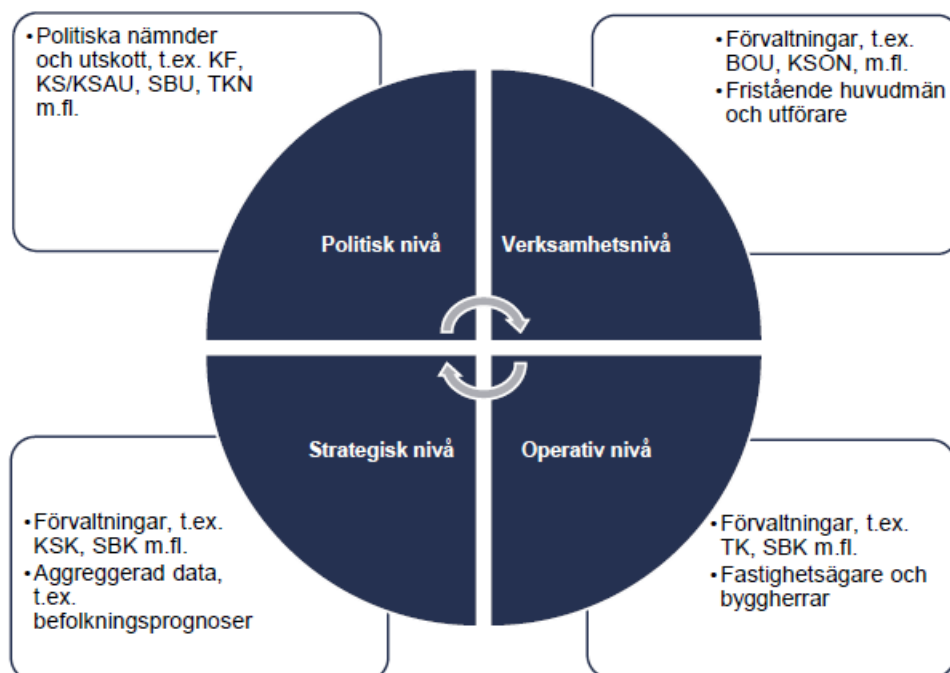 •Politiska nämnder
och utskott, t.ex. KF,
KS/KSAU, SBU, TKN
m.fl.
•Förvaltningar, t.ex.
BOU, KSON, m.fl.
•Fristående huvudmän
och utförare
Politisk nivå
Verksamhetsnivå
Strategisk nivå
Operativ nivå
•Förvaltningar, t.ex.
KSK, SBK m.fl.
•Aggreggerad data,
t.ex.
befolkningsprognoser
•Förvaltningar, t.ex.
TK, SBK m.fl.
•Fastighetsägare och
byggherrar